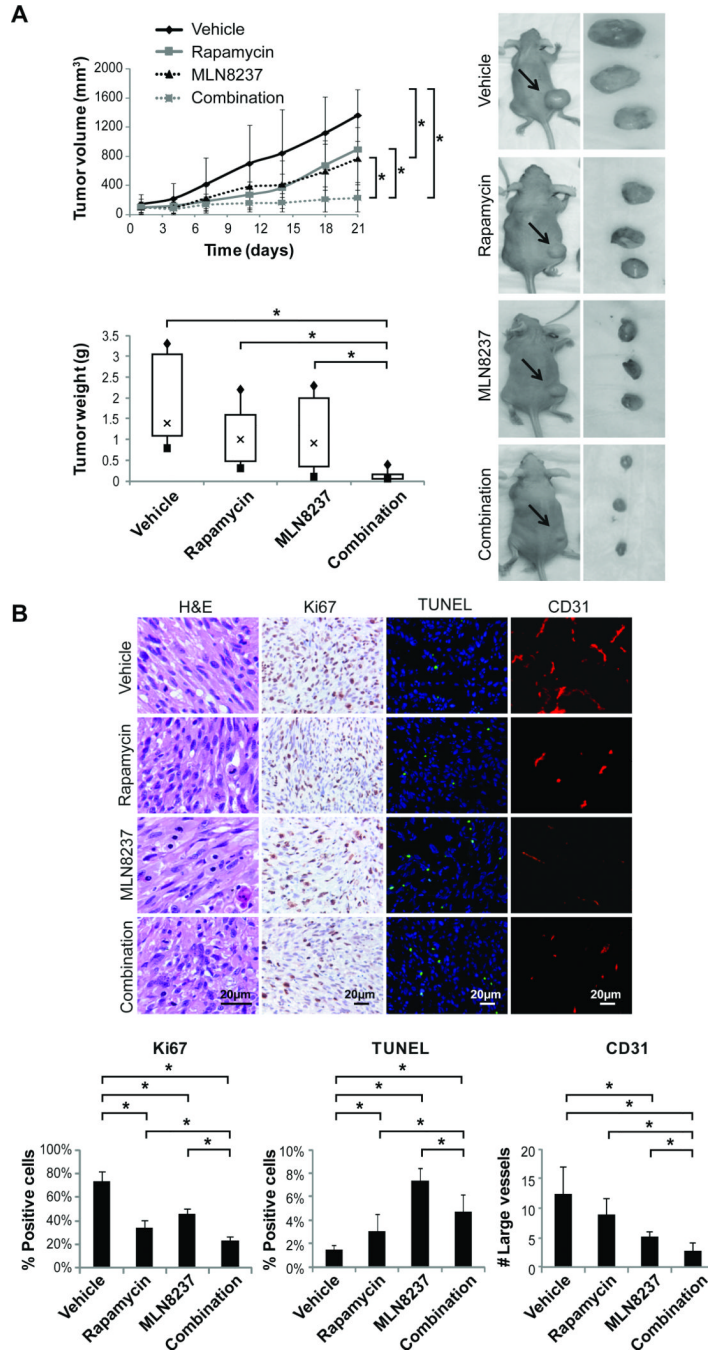 A
Vehicle
Rapamycin
MLN8237
Combination
Tumor volume (mm³)
2000
1600
1200
800
400
0
0 3 6 9 12 15 18 21
Time (days)
*
*
*
*
Tumor weight (g)
3.5
3
2.5
2
1.5
1
0.5
0
*
*
*
Vehicle
Rapamycin
MLN8237
Combination
Vehicle
Rapamycin
MLN8237
Combination
B
H&E Ki67 TUNEL CD31
Vehicle
Rapamycin
MLN8237
Combination
20µm 20µm 20µm 20µm
Ki67
*
*
*
*
*
% Positive cells
100%
80%
60%
40%
20%
0%
Vehicle
Rapamycin
MLN8237
Combination
TUNEL
*
*
*
*
*
% Positive cells
10%
8%
6%
4%
2%
0%
Vehicle
Rapamycin
MLN8237
Combination
CD31
*
*
*
*
# Large vessels
20
15
10
5
0
Vehicle
Rapamycin
MLN8237
Combination